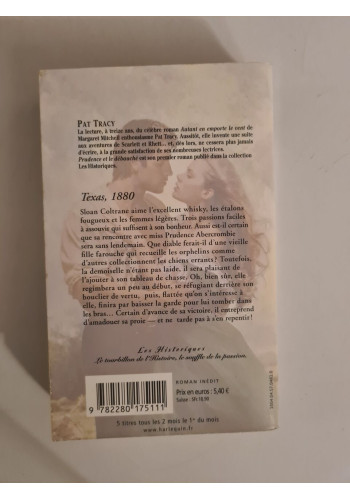 PAT TRACY
La lecture, à treize ans, du célèbre roman Autant en emporte le vent de
Margaret Mitchell enthousiasme Pat Tracy. Aussitôt, elle invente une suite
aux aventures de Scarlett et Rhett... et, dès lors, ne cessera plus jamais
d'écrire, à la grande satisfaction de ses nombreuses lectrices.
Prudence et le débauché est son premier roman publié dans la collection
Les Historiques.
Texas, 1880
Sloan Coltrane aime l'excellent whisky, les étalons
fougueux et les femmes légères. Trois passions faciles
à assouvir qui suffisent à son bonheur. Aussi est-il certain
que sa rencontre avec miss Prudence Abercrombie
sera sans lendemain. Que diable ferait-il d'une vieille
fille farouche qui recueille les orphelins comme
d'autres collectionnent les chiens errants? Toutefois,
la demoiselle n'étant pas laide, il sera plaisant de
l'ajouter à son tableau de chasse. Oh, bien sûr, elle
regimbera un peu au début, se réfugiant derrière son
bouclier de vertu, puis, flattée qu'on s'intéresse à
elle, finira par baisser la garde pour lui tomber dans
les bras... Certain d'avance de sa victoire, il entreprend
d'amadouer sa proie — et ne tarde pas à s'en repentir!
Les Historiques
Le tourbillon de l'Histoire, le souffle de la passion.
ROMAN INÉDIT
Prix en euros : 5,40 €
9 782280 175111
5 titres tous les 2 mois le 1er du mois
www.harlequin.fr